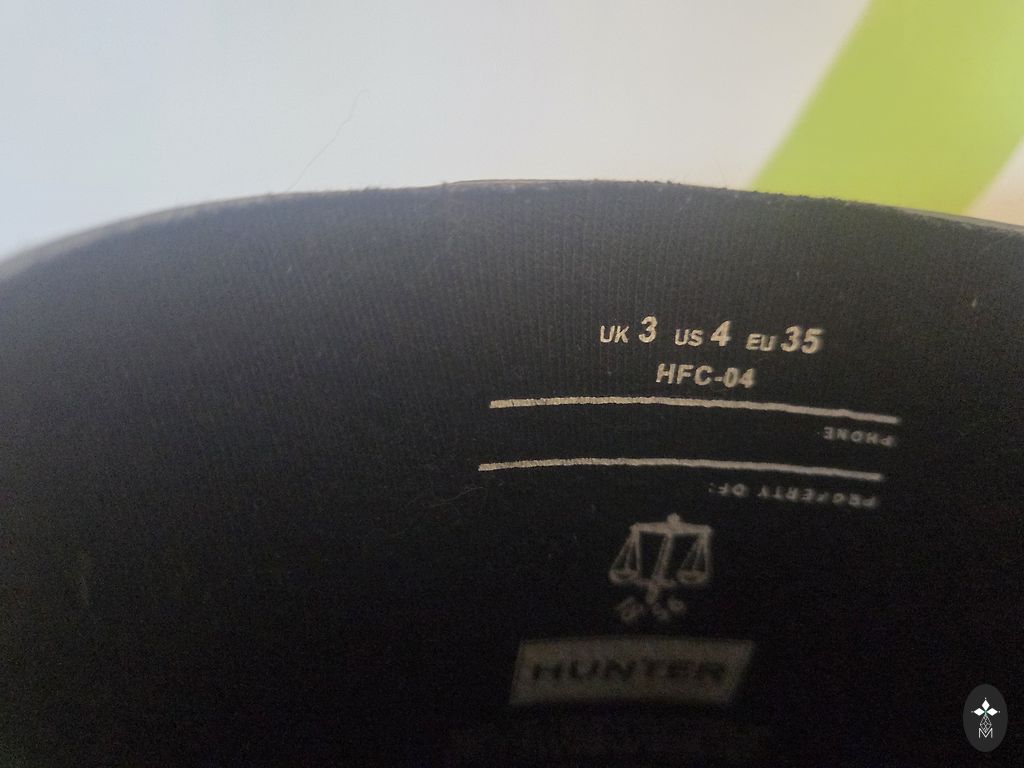 UK 3 US 4 EU 35
HFC-04
PHONE:
PROPERTY OF:
HUNTER
M